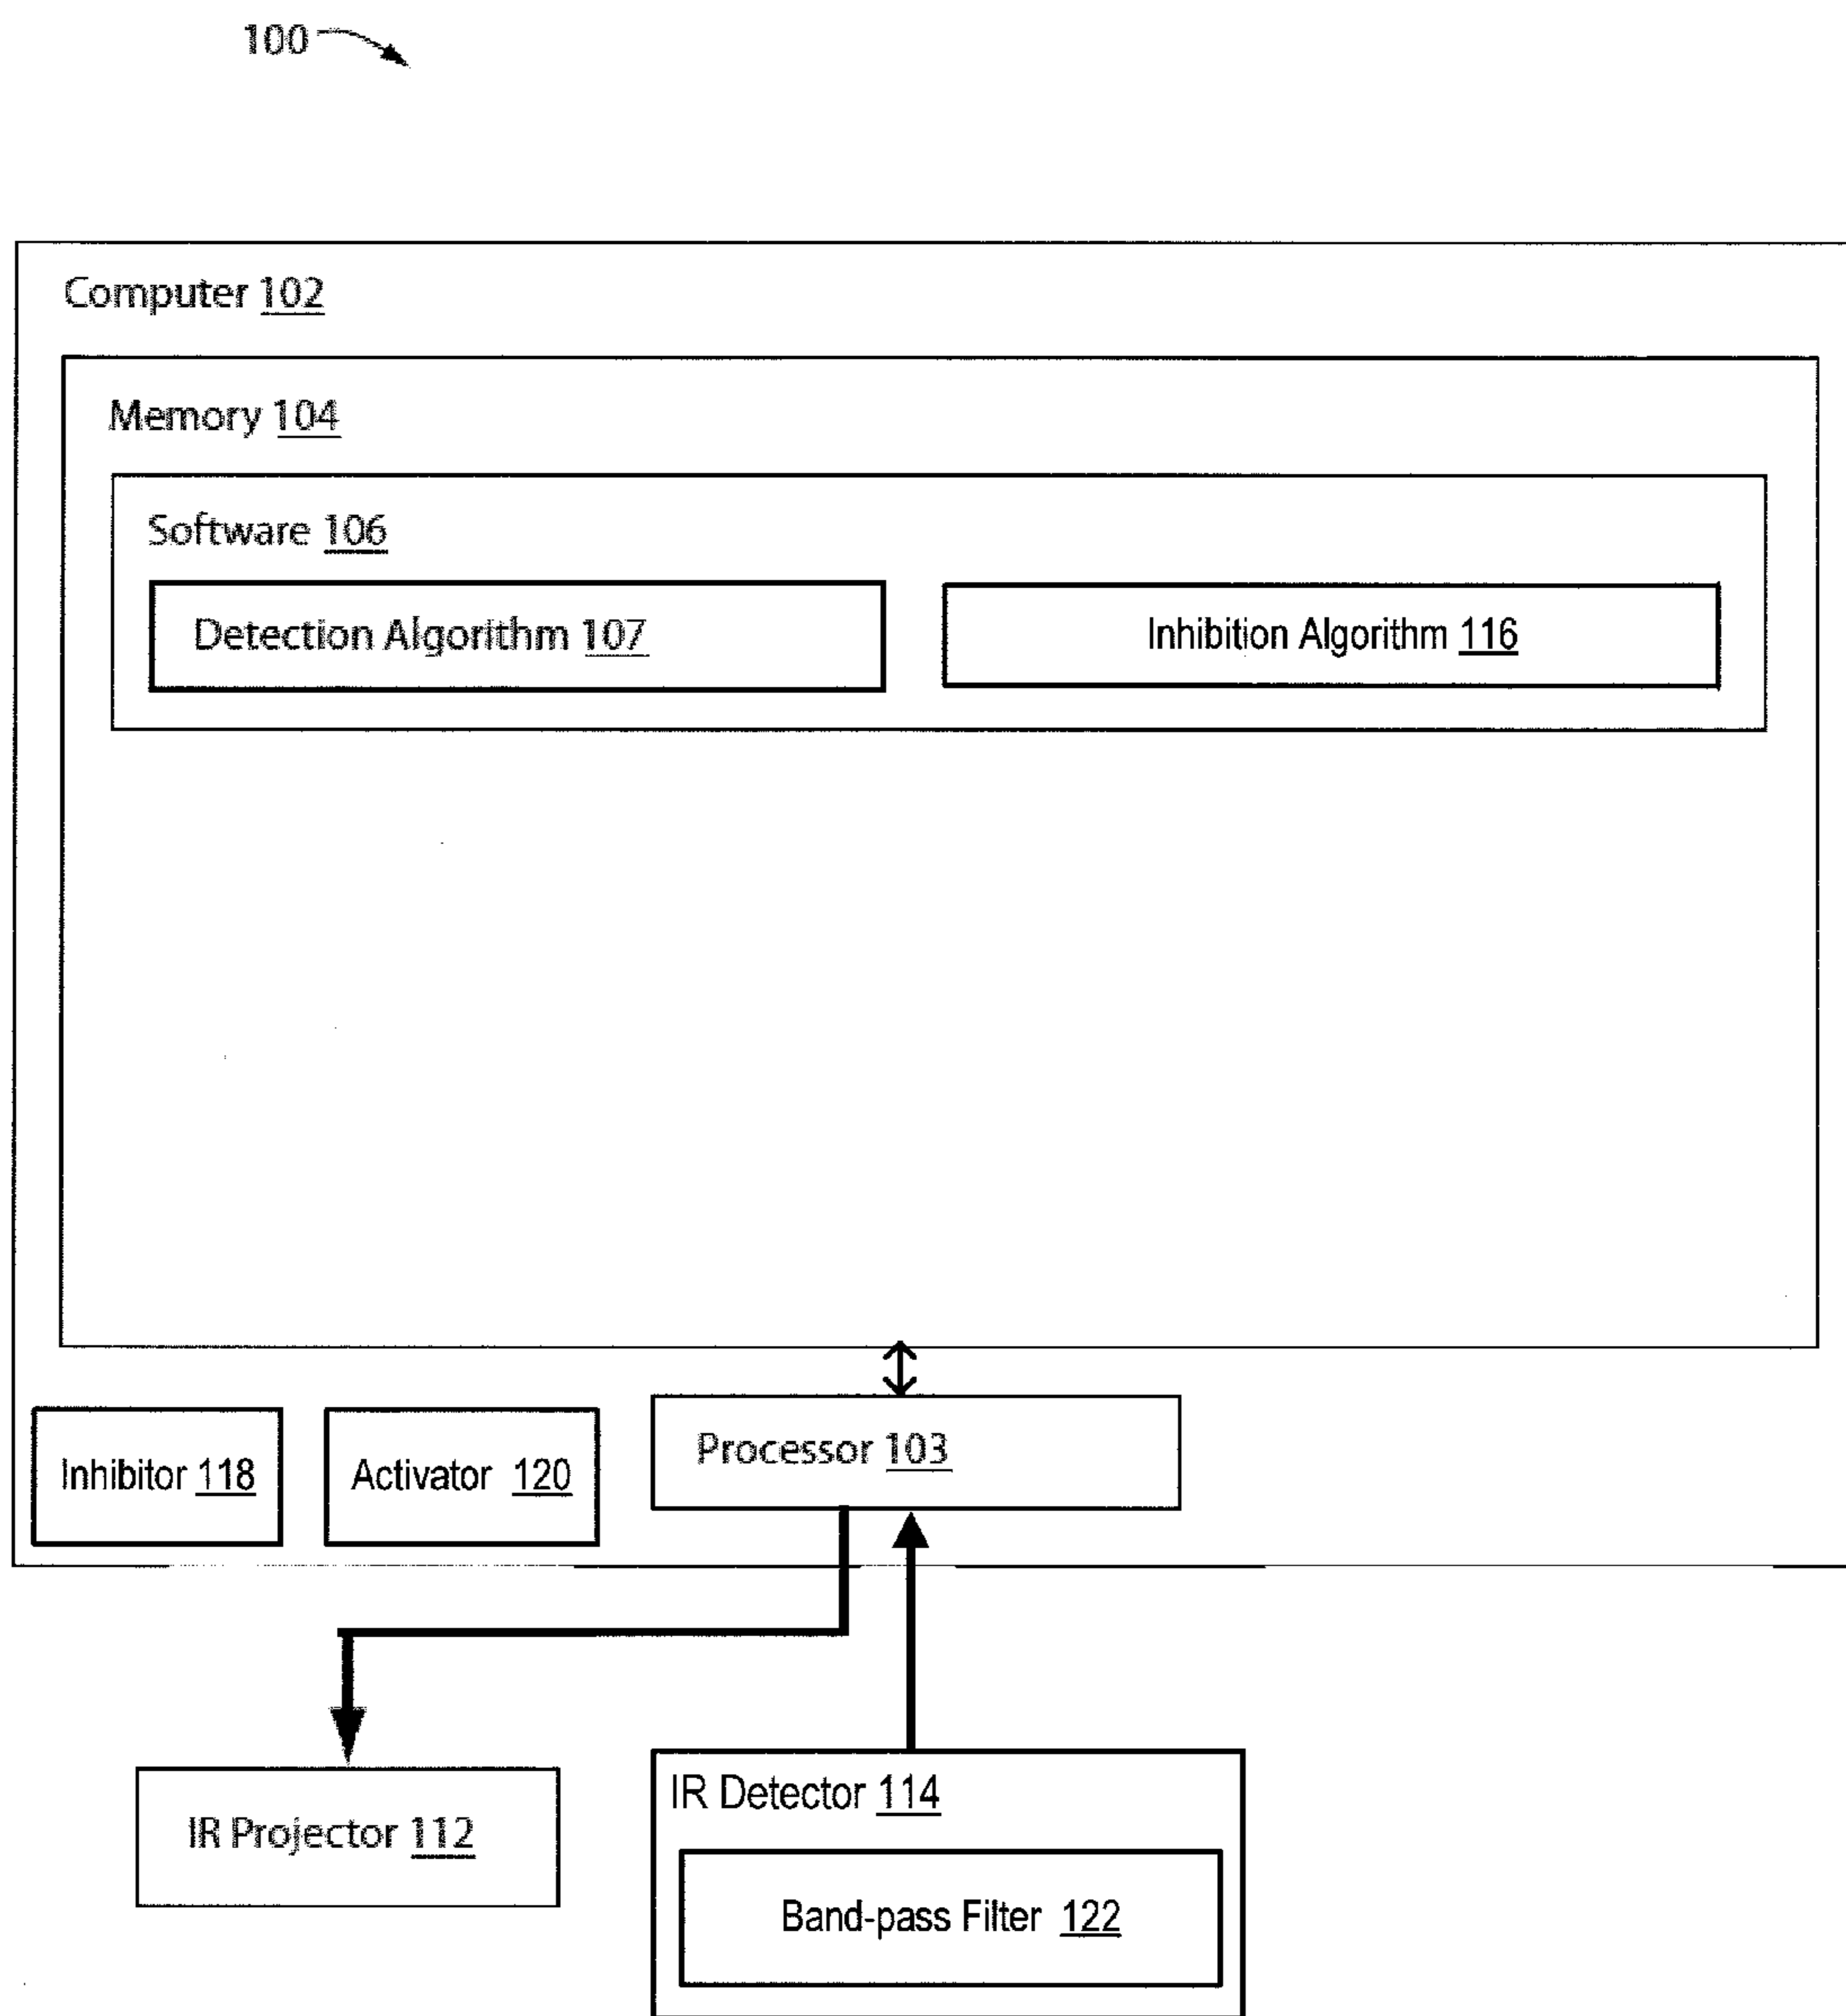 100
Computer 102
Memory 104
Software 106
Detection Algorithm 107
Inhibition Algorithm 116
Inhibitor 118
Activator 120
Processor 103
IR Projector 112
IR Detector 114
Band-pass Filter 122